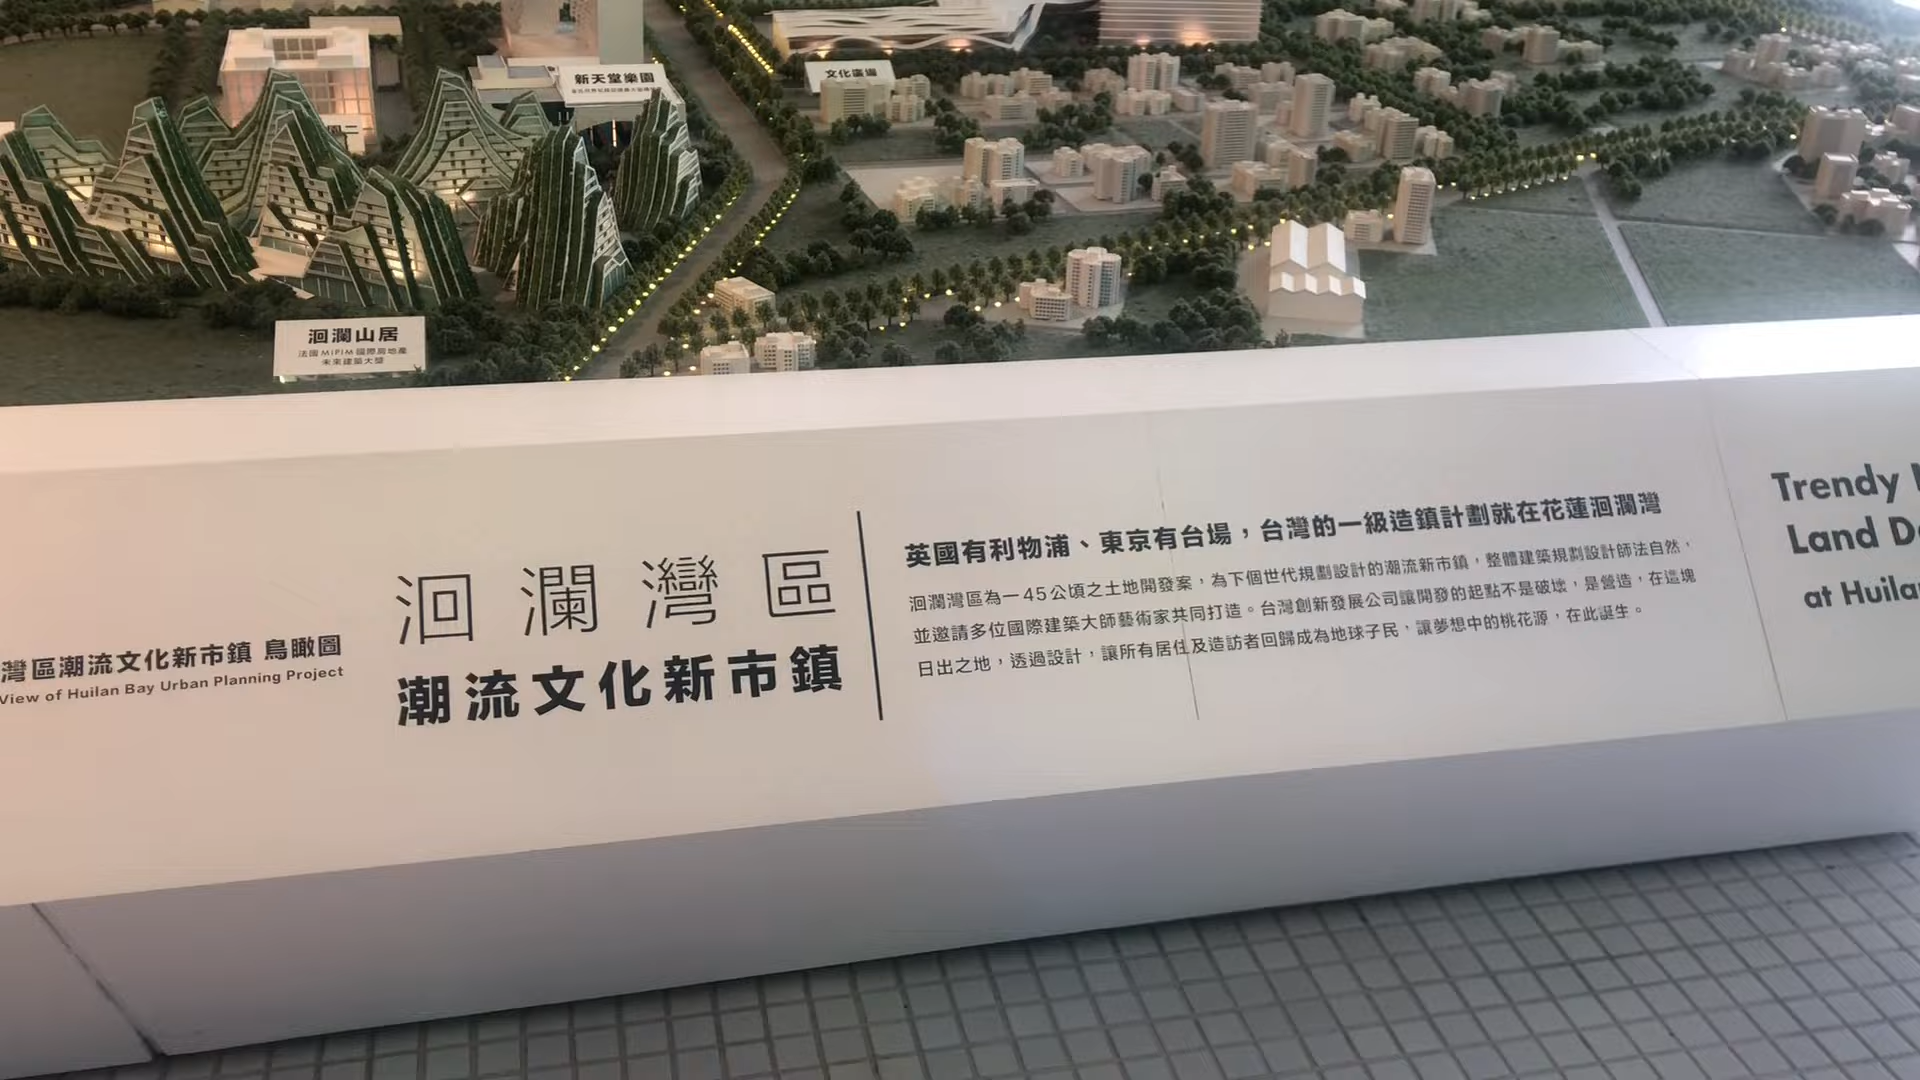 新天堂樂園
文化廣場
洄瀾山居
法國MIPIM國際房地產
未來建築大獎
灣區潮流文化新市鎮 鳥瞰圖
View of Huilan Bay Urban Planning Project
洄瀾灣區
潮流文化新市鎮
英國有利物浦、東京有台場，台灣的一級造鎮計劃就在花蓮洄瀾灣
洄瀾灣區為一45公頃之土地開發案，為下個世代規劃設計的潮流新市鎮，整體建築規劃設計師法自然，
並邀請多位國際建築大師藝術家共同打造。台灣創新發展公司讓開發的起點不是破壞，是營造，在這塊
日出之地，透過設計，讓所有居住及造訪者回歸成為地球子民，讓夢想中的桃花源，在此誕生。
Trendy
Land
at Huila